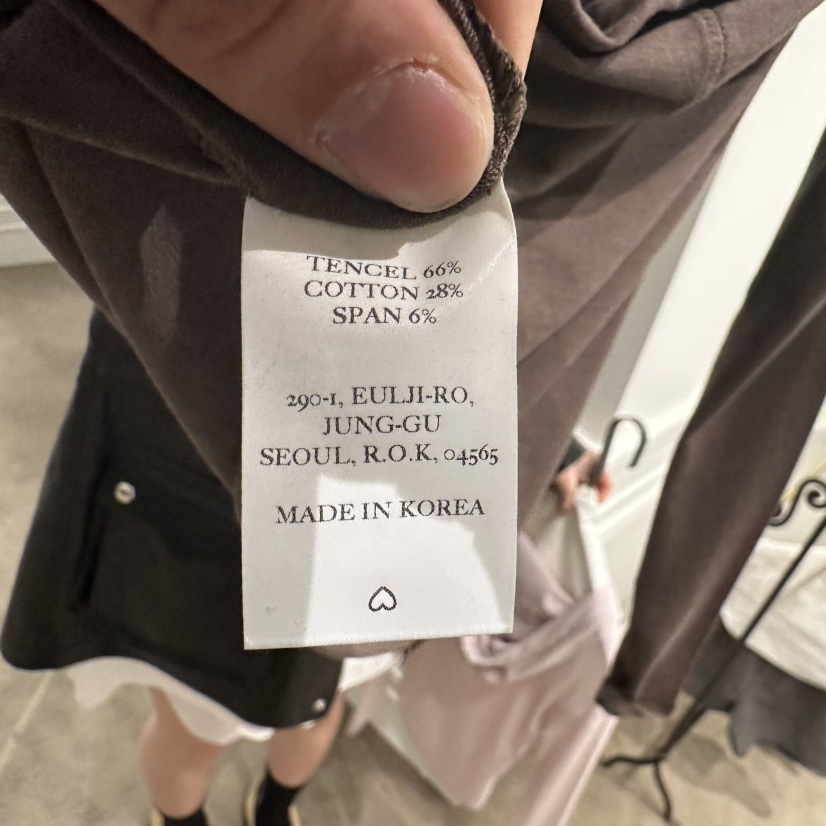 TENCEL 66%
COTTON 28%
SPAN 6%
290-1, EULJI-RO,
JUNG-GU
SEOUL, R.O.K, 04565
MADE IN KOREA